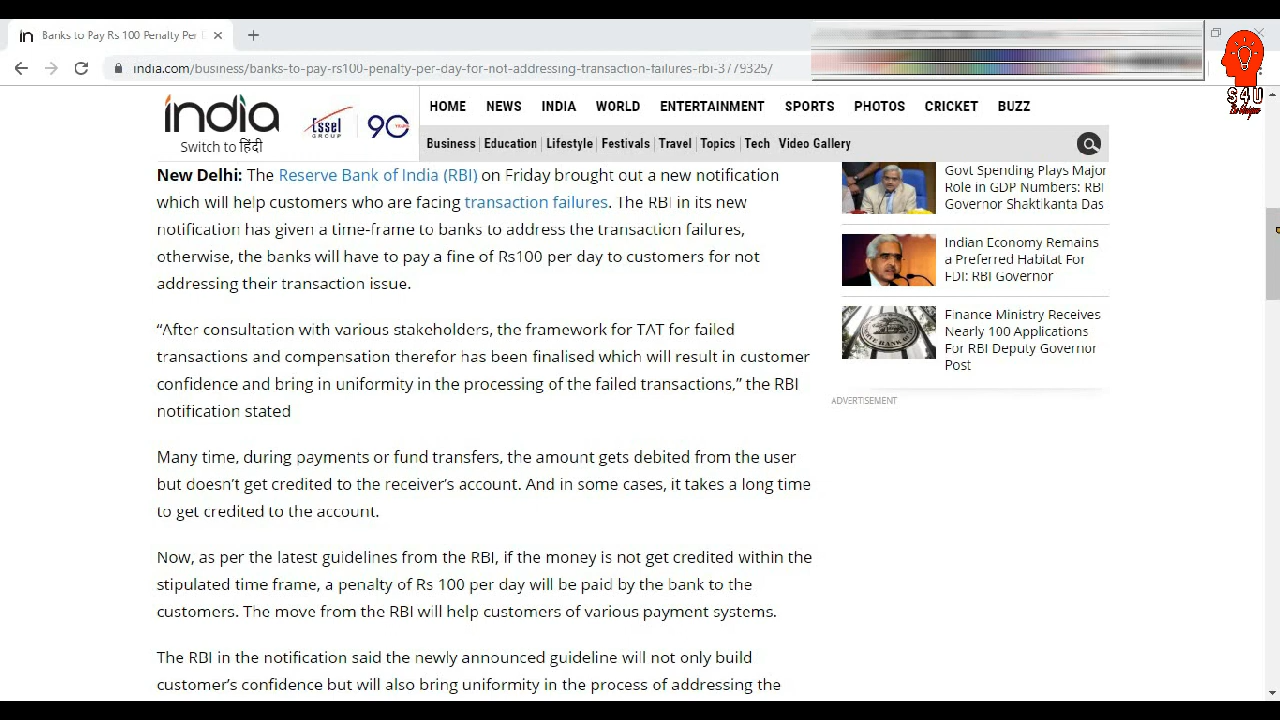 in Banks to Pay Rs 100 Penalty Per
india.com/business/
-penalty-per-day-for-not-addressing-transaction-failures-rbi-3779325/
S4U
india
Switch to हिंदी
Essel
GROUP
90
YEARS
HOME NEWS INDIA WORLD ENTERTAINMENT SPORTS PHOTOS CRICKET BUZZ
Business Education Lifestyle Festivals Travel Topics Tech Video Gallery
New Delhi: The Reserve Bank of India (RBI) on Friday brought out a new notification
which will help customers who are facing transaction failures. The RBI in its new
notification has given a time-frame to banks to address the transaction failures,
otherwise, the banks will have to pay a fine of Rs100 per day to customers for not
addressing their transaction issue.
“After consultation with various stakeholders, the framework for TAT for failed
transactions and compensation therefor has been finalised which will result in customer
confidence and bring in uniformity in the processing of the failed transactions,” the RBI
notification stated
Many time, during payments or fund transfers, the amount gets debited from the user
but doesn’t get credited to the receiver’s account. And in some cases, it takes a long time
to get credited to the account.
Now, as per the latest guidelines from the RBI, if the money is not get credited within the
stipulated time frame, a penalty of Rs 100 per day will be paid by the bank to the
customers. The move from the RBI will help customers of various payment systems.
The RBI in the notification said the newly announced guideline will not only build
customer’s confidence but will also bring uniformity in the process of addressing the
Govt Spending Plays Major
Role in GDP Numbers: RBI
Governor Shaktikanta Das
Indian Economy Remains
a Preferred Habitat For
FDI: RBI Governor
Finance Ministry Receives
Nearly 100 Applications
For RBI Deputy Governor
Post
ADVERTISEMENT